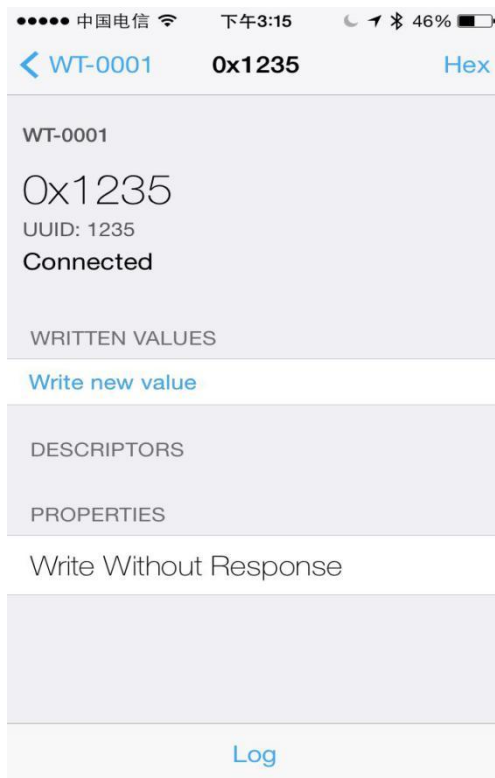 中国电信 下午3:15 46%
WT-0001 0x1235 Hex
WT-0001
0x1235
UUID: 1235
Connected
WRITTEN VALUES
Write new value
DESCRIPTORS
PROPERTIES
Write Without Response
Log